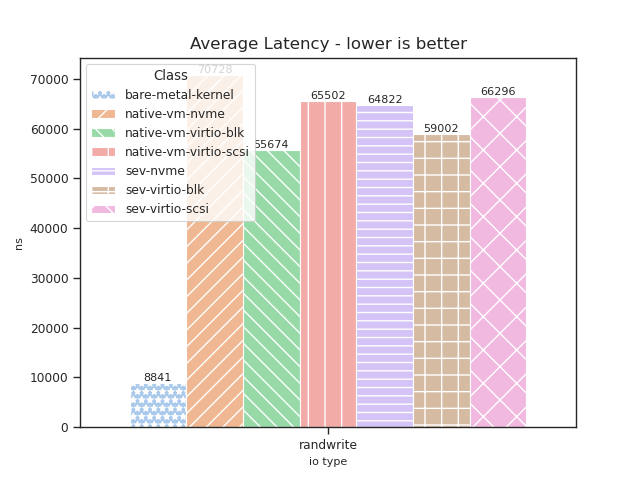 Average Latency - lower is better
70000
60000
50000
40000
30000
20000
10000
0
ns
Class
bare-metal-kernel
native-vm-nvme
native-vm-virtio-blk
native-vm-virtio-scsi
sev-nvme
sev-virtio-blk
sev-virtio-scsi
8841
70728
55674
65502
64822
59002
66296
randwrite
io type